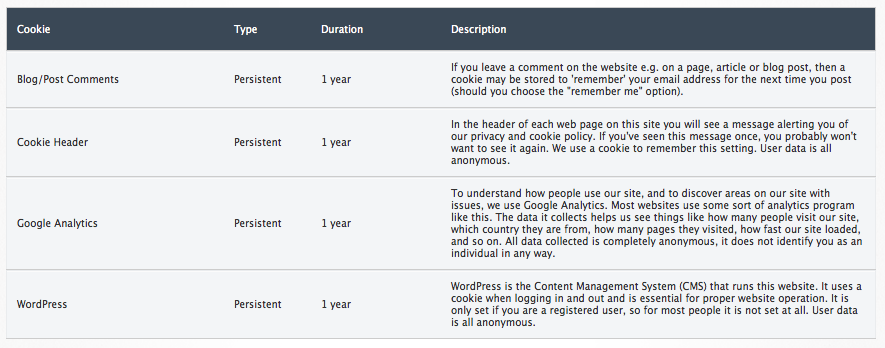 Cookie Type Duration Description
If you leave a comment on the website e.g. on a page, article or blog post, then a
Blog/Post Comments Persistent 1 year cookie may be stored to 'remember' your email address for the next time you post
(should you choose the "remember me" option).
In the header of each web page on this site you will see a message alerting you of
Cookie Header Persistent 1 year our privacy and cookie policy. If you've seen this message once, you probably won't
want to see it again. We use a cookie to remember this setting. User data is all
anonymous.
To understand how people use our site, and to discover areas on our site with
issues, we use Google Analytics. Most websites use some sort of analytics program
like this. The data it collects helps us see things like how many people visit our site,
Google Analytics Persistent 1 year which country they are from, how many pages they visited, how fast our site loaded,
and so on. All data collected is completely anonymous, it does not identify you as an
individual in any way.
WordPress is the Content Management System (CMS) that runs this website. It uses a
WordPress Persistent 1 year cookie when logging in and out and is essential for proper website operation. It is
only set if you are a registered user, so for most people it is not set at all. User data
is all anonymous.